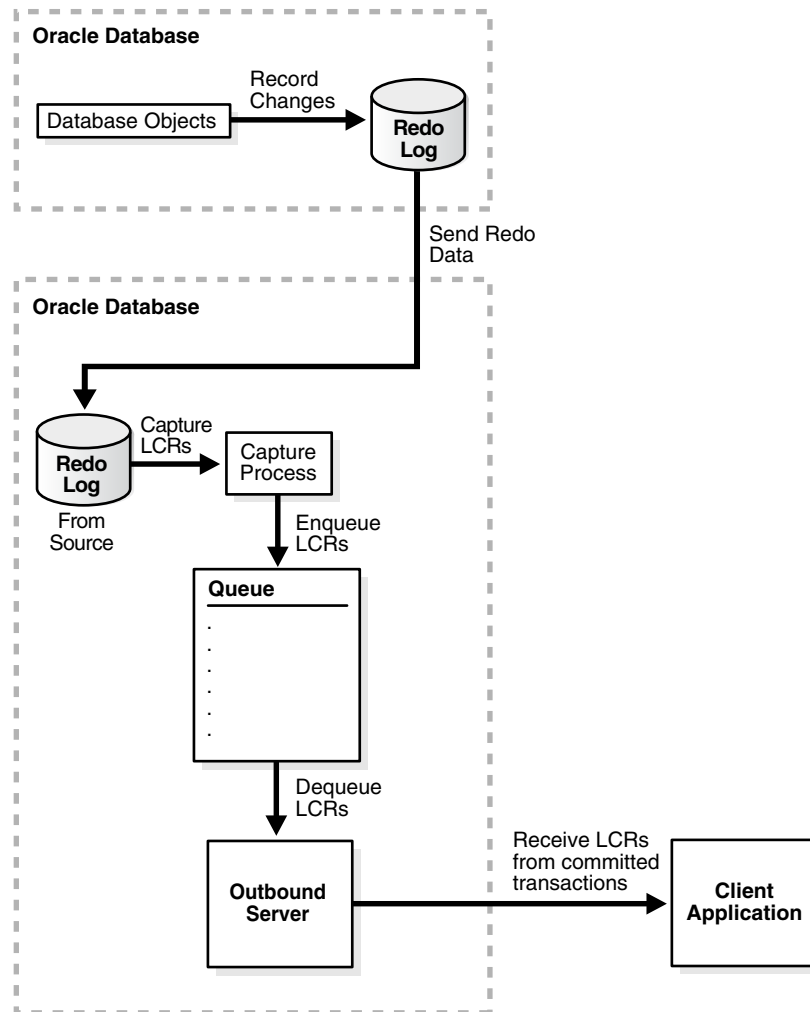 Oracle Database
Record
Changes
Database Objects
Redo
Log
Send Redo
Data
Oracle Database
Capture
LCRs
Redo
Log
From
Source
Capture
Process
Enqueue
LCRs
Queue
.
.
.
.
.
.
Dequeue
LCRs
Outbound
Server
Receive LCRs
from committed
transactions
Client
Application